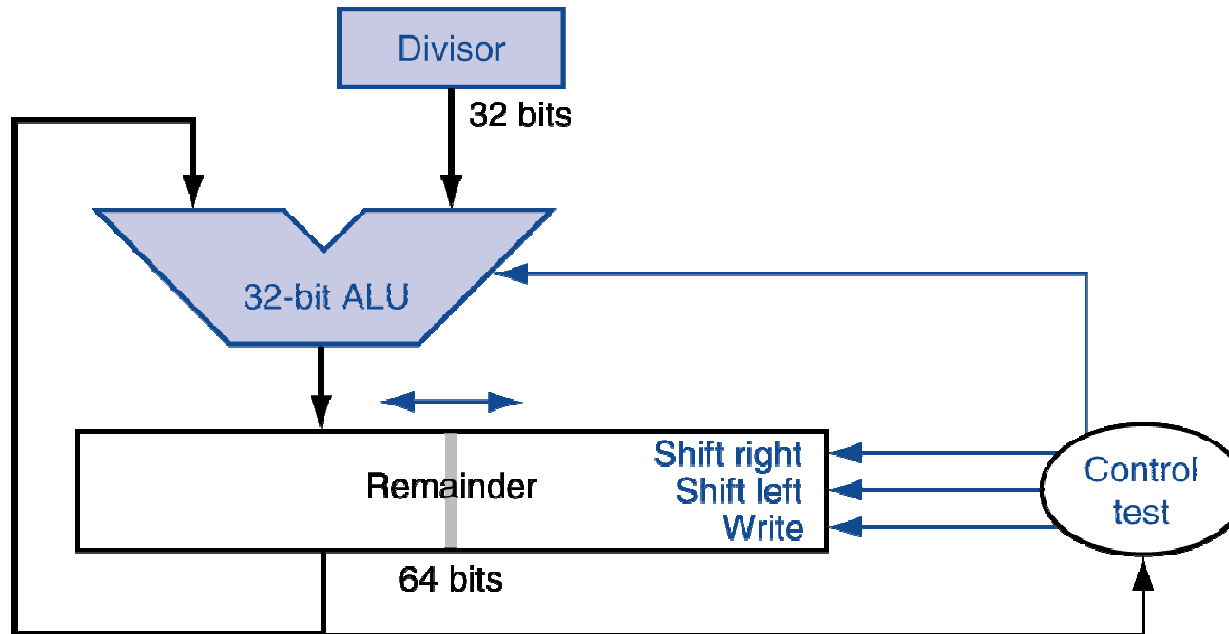 Divisor
32 bits
32-bit ALU
Remainder
Shift right
Shift left
Write
64 bits
Control
test